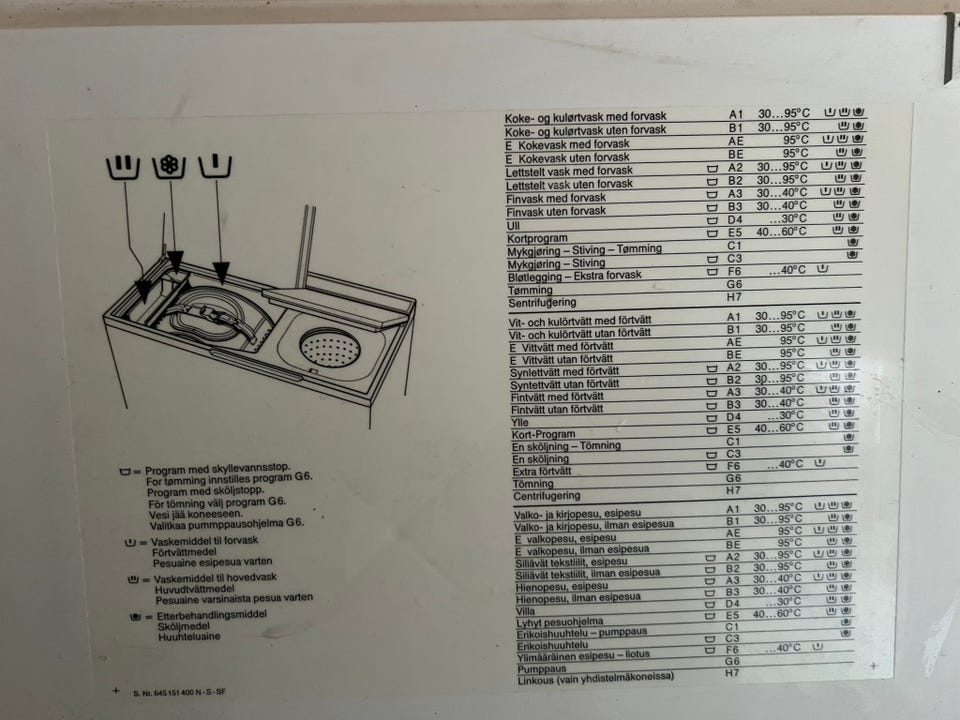 Koke- og kulørtvask med forvask A1 30...95°C
Koke- og kulørtvask uten forvask B1 30...95°C
E Kokevask med forvask AE 95°C
E Kokevask uten forvask BE 95°C
Lettstelt vask med forvask A2 30...95°C
Lettstelt vask uten forvask B2 30...95°C
Finvask med forvask A3 30...40°C
Finvask uten forvask B3 30...40°C
Ull D4 ...30°C
Kortprogram E5 40...60°C
Mykgjøring – Stiving – Tømming C1
Mykgjøring – Stiving C3
Bløtlegging – Ekstra forvask F6 ...40°C
Tømming G6
Sentrifugering H7
Vit- och kulörtvätt med förtvätt A1 30...95°C
Vit- och kulörtvätt utan förtvätt B1 30...95°C
E Vittvätt med förtvätt AE 95°C
E Vittvätt utan förtvätt BE 95°C
Synlettvätt med förtvätt A2 30...95°C
Syntettvätt utan förtvätt B2 30...95°C
Fintvätt med förtvätt A3 30...40°C
Fintvätt utan förtvätt B3 30...40°C
Ylle D4 ...30°C
Kort-Program E5 40...60°C
En sköljning – Tömning C1
En sköljning C3
Extra förtvätt F6 ...40°C
Tömning G6
Centrifugering H7
Valko- ja kirjopesu, esipesu A1 30...95°C
Valko- ja kirjopesu, ilman esipesua B1 30...95°C
E valkopesu, esipesu AE 95°C
E valkopesu, ilman esipesua BE 95°C
Siliävät tekstiilit, esipesu A2 30...95°C
Siliävät tekstiilit, ilman esipesua B2 30...95°C
Hienopesu, esipesu A3 30...40°C
Hienopesu, ilman esipesua B3 30...40°C
Villa D4 ...30°C
Lyhyt pesuohjelma E5 40...60°C
Erikoishuuhtelu – pumppaus C1
Erikoishuuhtelu C3
Ylimääräinen esipesu – liotus F6 ...40°C
Pumppaus G6
Linkous (vain yhdistelmäkoneissa) H7
= Program med skyllevannsstop.
For tømming innstilles program G6.
Program med sköljstopp.
För tömning välj program G6.
Vesi jää koneeseen.
Valitkaa pummppausohjelma G6.
= Vaskemiddel til forvask
Förtvättmedel
Pesuaine esipesua varten
= Vaskemiddel til hovedvask
Huvudtvättmedel
Pesuaine varsinaista pesua varten
= Etterbehandlingsmiddel
Sköljmedel
Huuhteluaine
S. Nr. 645 151 400 N - S - SF